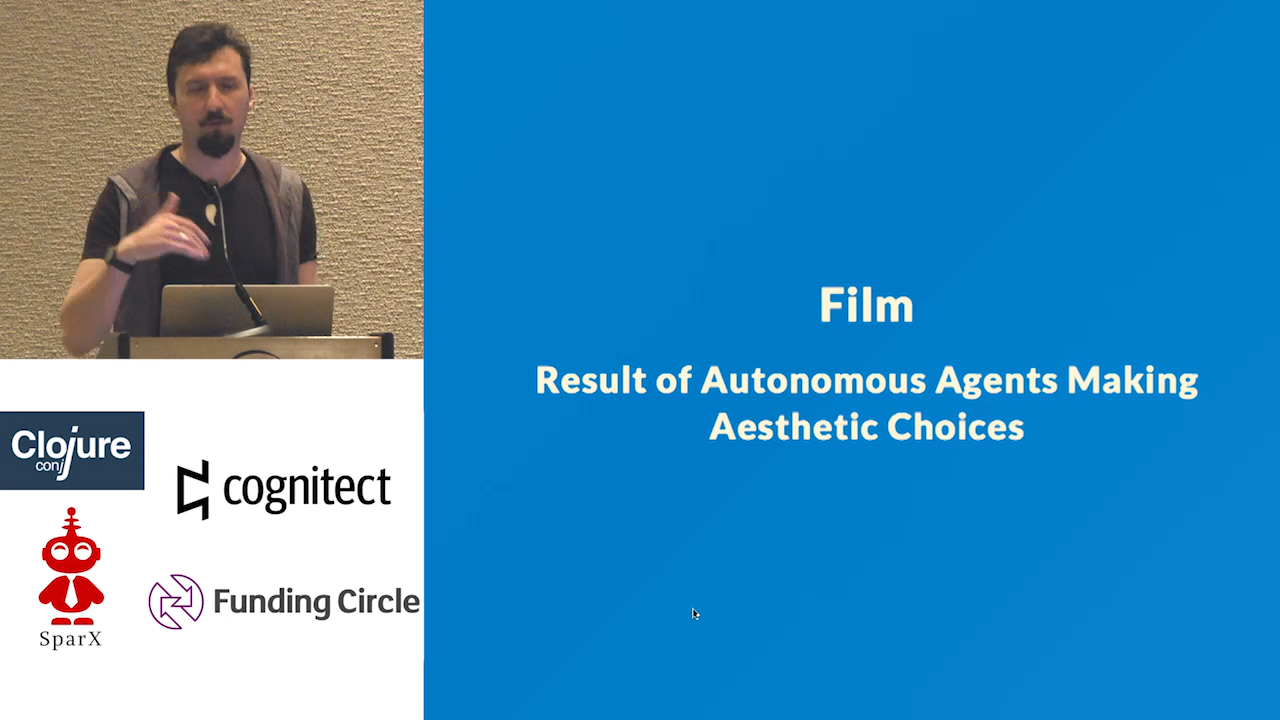 Film
Result of Autonomous Agents Making
Aesthetic Choices
Clojure
conj
cognitect
SparX
Funding Circle